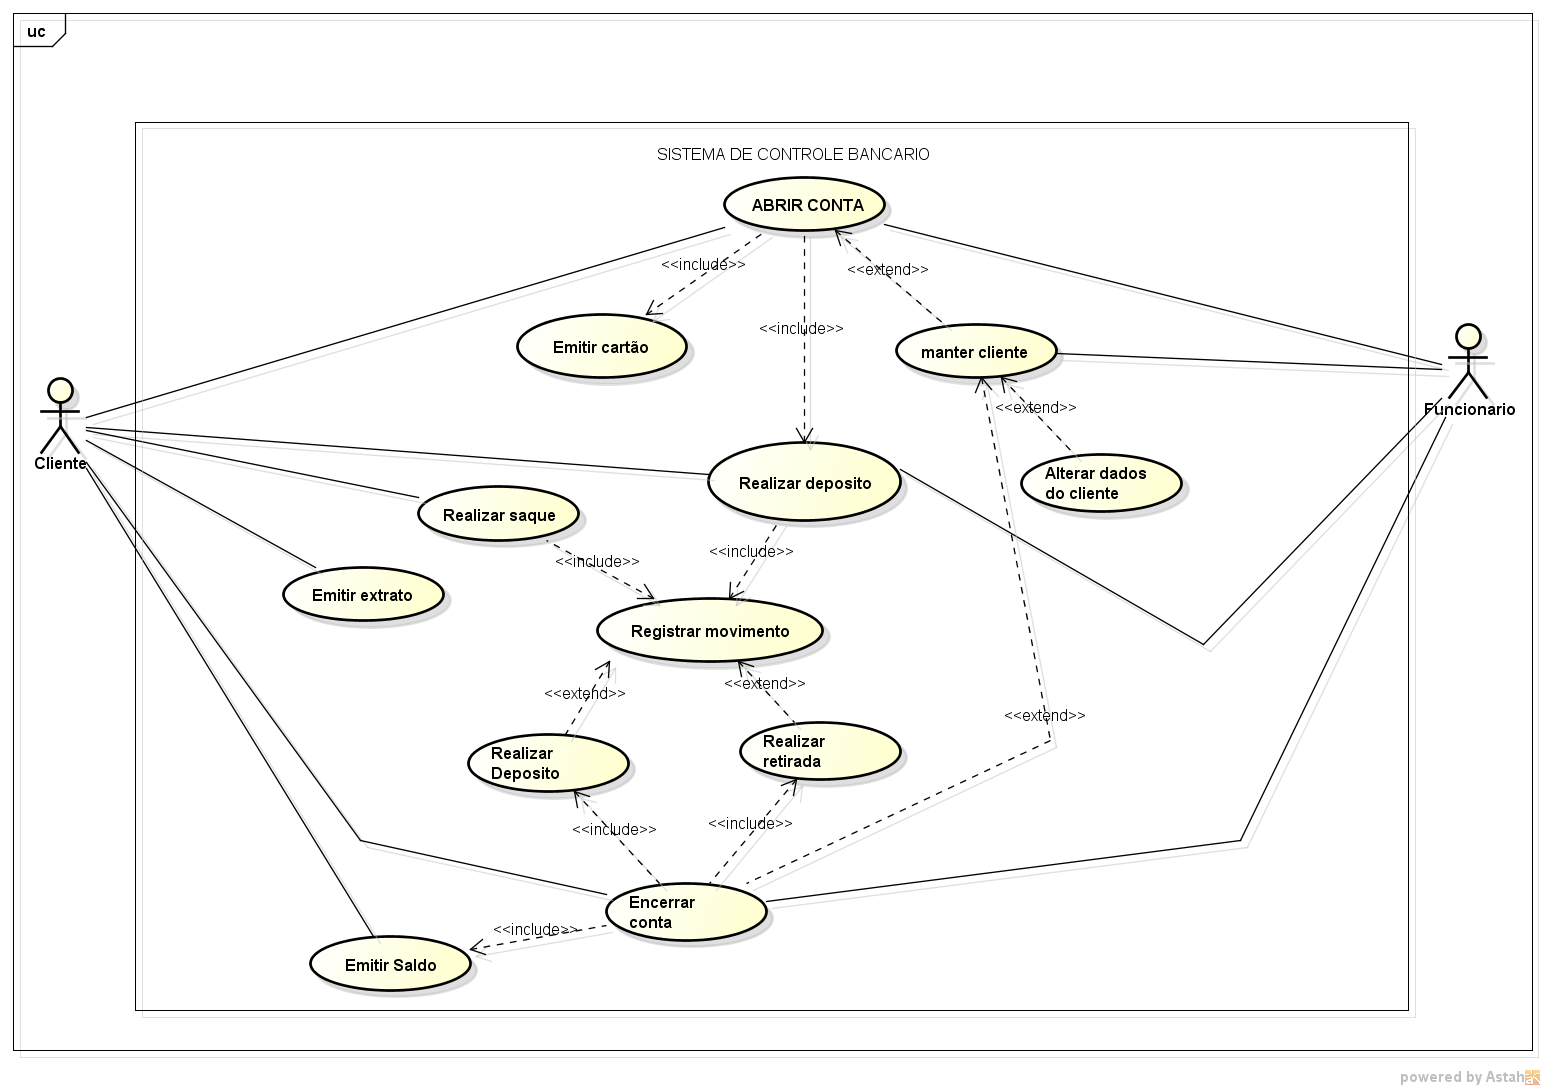 uc
SISTEMA DE CONTROLE BANCARIO
ABRIR CONTA
<<include>>
<<extend>>
<<include>>
Emitir cartão
manter cliente
Funcionario
<<extend>>
Cliente
Alterar dados
do cliente
Realizar deposito
Realizar saque
<<include>>
<<include>>
Emitir extrato
Registrar movimento
<<extend>>
<<extend>>
<<extend>>
Realizar
Deposito
Realizar
retirada
<<include>>
<<include>>
Encerrar
conta
<<include>>
Emitir Saldo
powered by Astah